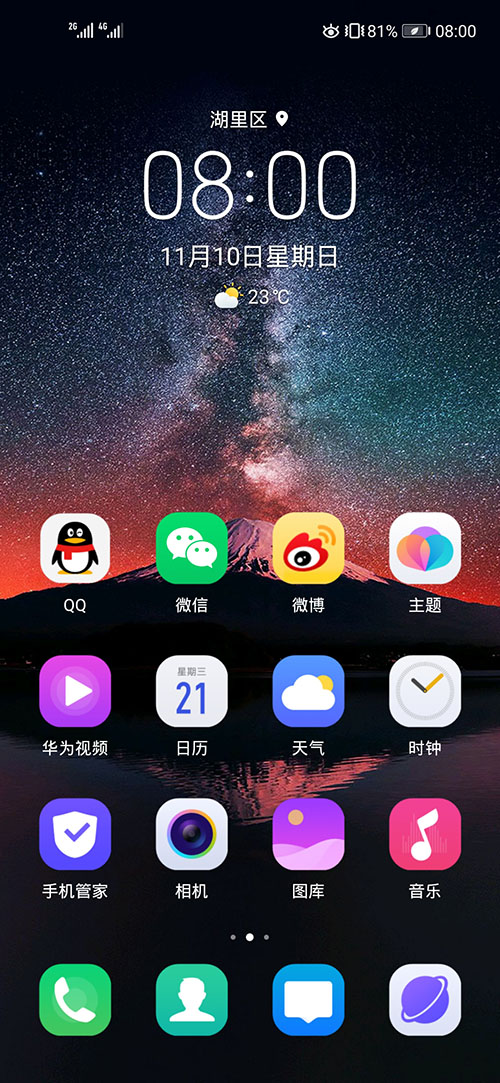 2G 4G 81% 08:00
湖里区
08:00
11月10日星期日
23℃
QQ 微信 微博 主题
星期三
21
华为视频 日历 天气 时钟
手机管家 相机 图库 音乐